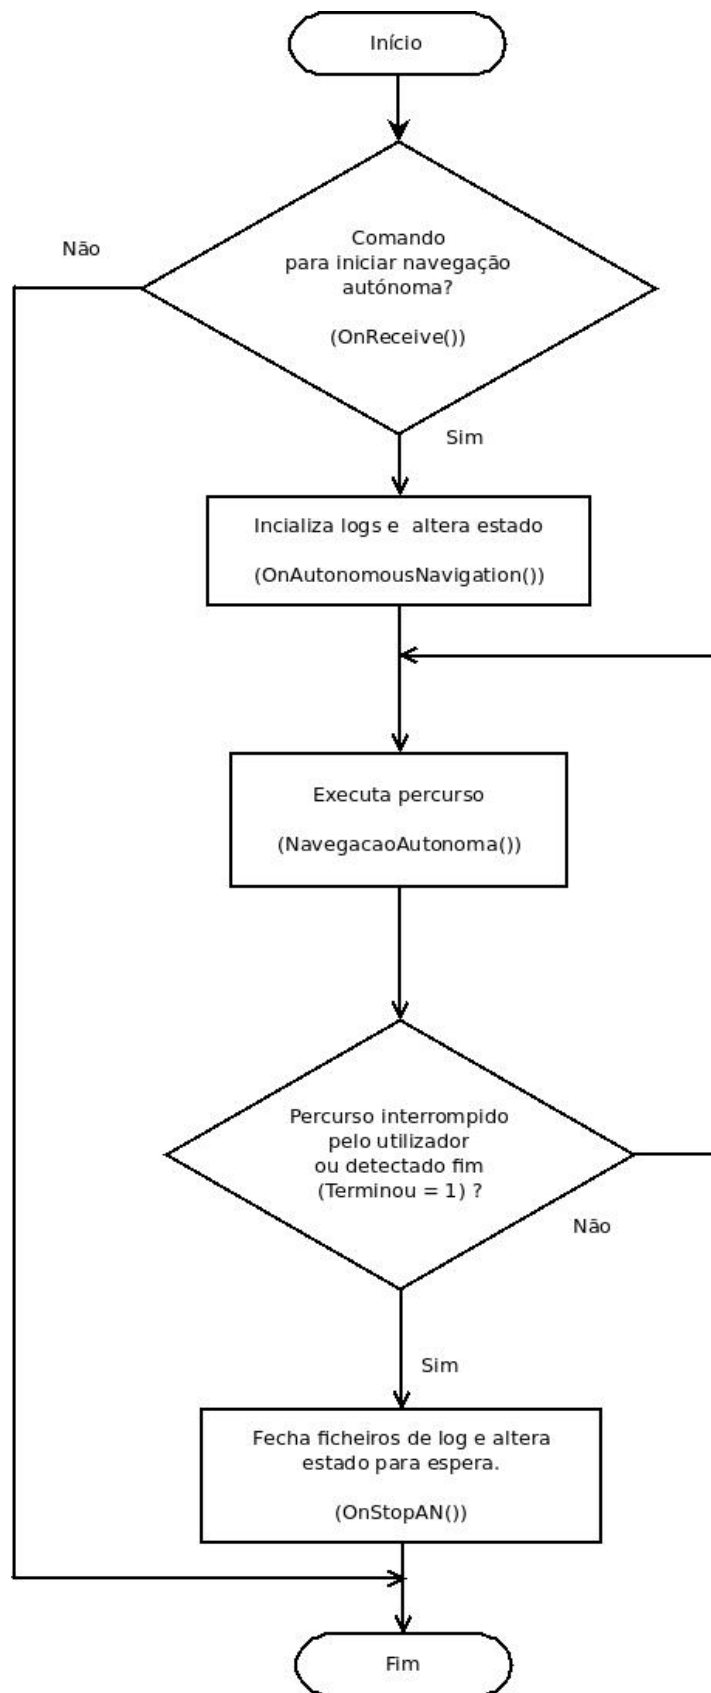 Início
Comando
para iniciar navegação
autónoma?
(OnReceive())
Não
Sim
Incializa logs e altera estado
(OnAutonomousNavigation())
Executa percurso
(NavegacaoAutonoma())
Percurso interrompido
pelo utilizador
ou detectado fim
(Terminou = 1) ?
Não
Sim
Fecha ficheiros de log e altera
estado para espera.
(OnStopAN())
Fim